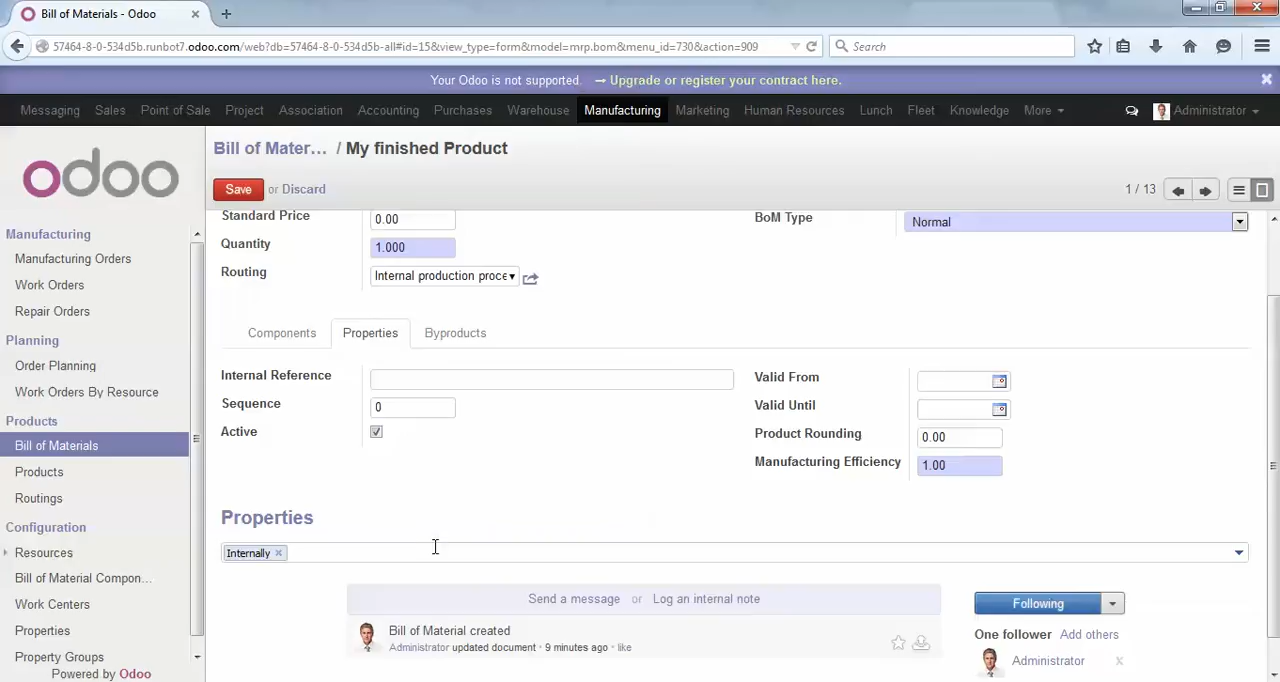 Bill of Materials - Odoo
57464-8-0-534d5b.runbot7.odoo.com/web?db=57464-8-0-534d5b-all#id=15&view_type=form&model=mrp.bom&menu_id=730&action=909
Search
Your Odoo is not supported. → Upgrade or register your contract here.
Messaging Sales Point of Sale Project Association Accounting Purchases Warehouse Manufacturing Marketing Human Resources Lunch Fleet Knowledge More Administrator
odoo
Bill of Mater... / My finished Product
Save or Discard
1 / 13
Manufacturing
Manufacturing Orders
Work Orders
Repair Orders
Planning
Order Planning
Work Orders By Resource
Products
Bill of Materials
Products
Routings
Configuration
Resources
Bill of Material Compon...
Work Centers
Properties
Property Groups
Powered by Odoo
Standard Price 0.00
Quantity 1.000
Routing Internal production proce
BoM Type Normal
Components Properties Byproducts
Internal Reference
Sequence 0
Active
Valid From
Valid Until
Product Rounding 0.00
Manufacturing Efficiency 1.00
Properties
Internally x
Send a message or Log an internal note
Bill of Material created
Administrator updated document · 9 minutes ago · like
Following
One follower Add others
Administrator x